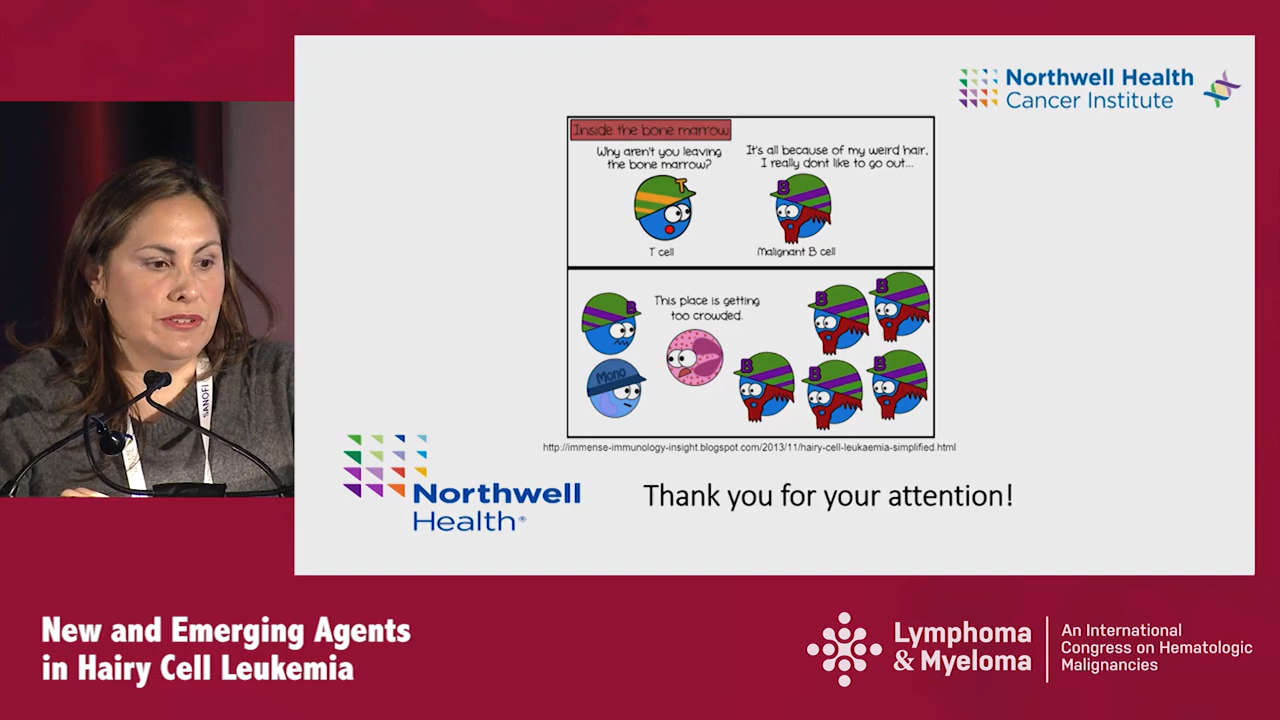 Northwell Health
Cancer Institute
Inside the bone marrow
Why aren't you leaving
the bone marrow?
It's all because of my weird hair,
I really dont like to go out...
T
B
T cell
Malignant B cell
This place is getting
too crowded.
B
B
B
Mono
B
B
B
http://immense-immunology-insight.blogspot.com/2013/11/hairy-cell-leukaemia-simplified.html
Northwell
Health®
Thank you for your attention!
SANOFI
New and Emerging Agents
in Hairy Cell Leukemia
Lymphoma
& Myeloma
An International
Congress on Hematologic
Malignancies